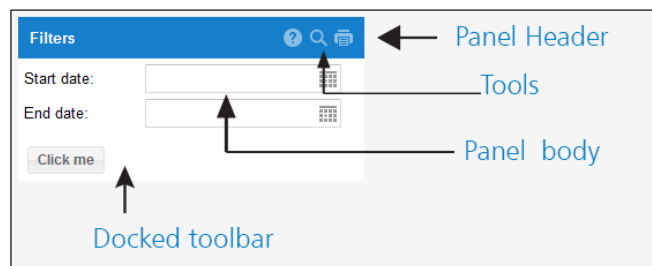 Filters
Panel Header
Start date:
Tools
End date:
Panel body
Click me
Docked toolbar